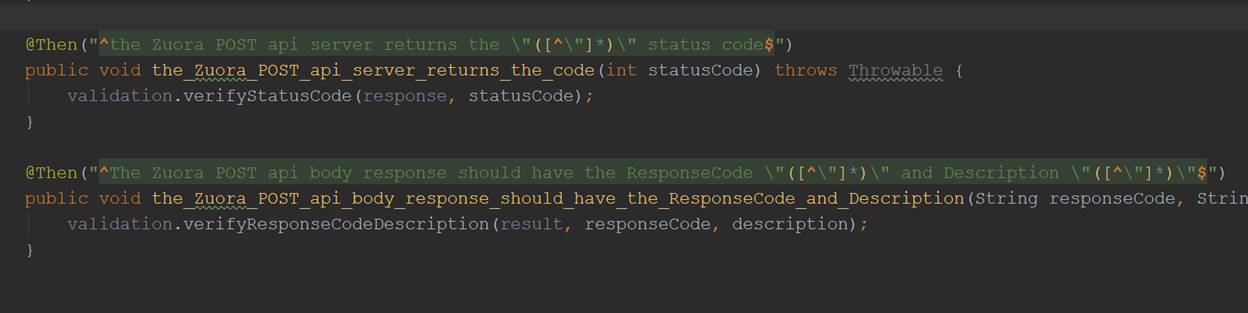 @Then("^the Zuora POST api server returns the \"([^\"]*)\" status code$")
public void the_Zuora_POST_api_server_returns_the_code(int statusCode) throws Throwable {
validation.verifyStatusCode(response, statusCode);
}
@Then("^The Zuora POST api body response should have the ResponseCode \"([^\"]*)\" and Description \"([^\"]*)\"$")
public void the_Zuora_POST_api_body_response_should_have_the_ResponseCode_and_Description(String responseCode, Strin
validation.verifyResponseCodeDescription(result, responseCode, description);
}